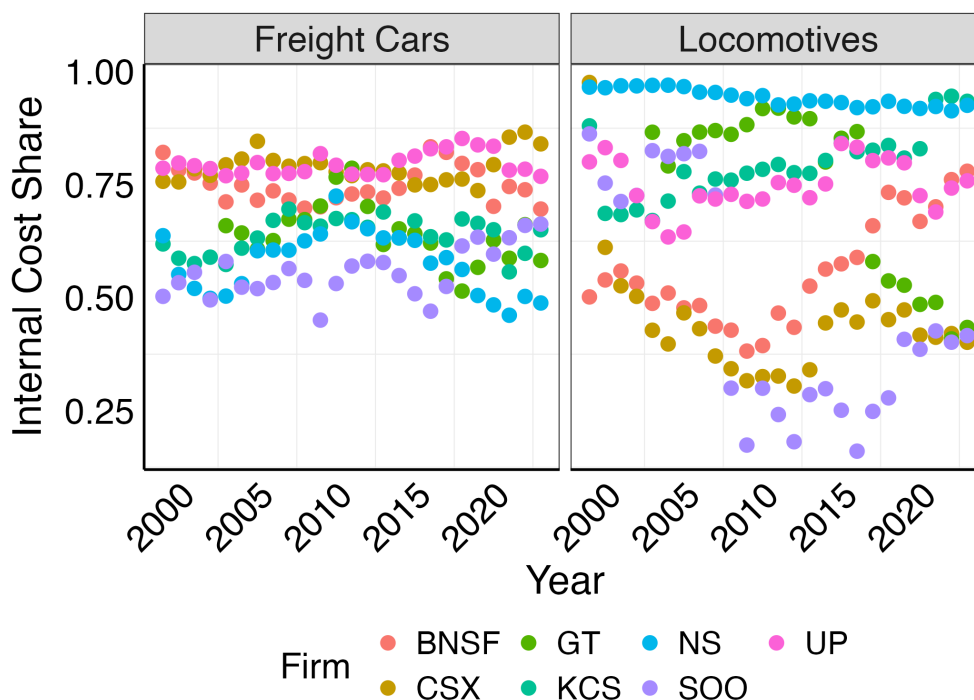 Freight Cars
Locomotives
Internal Cost Share
1.00
0.75
0.50
0.25
2000 2005 2010 2015 2020
2000 2005 2010 2015 2020
Year
Firm
BNSF GT NS UP
CSX KCS SOO